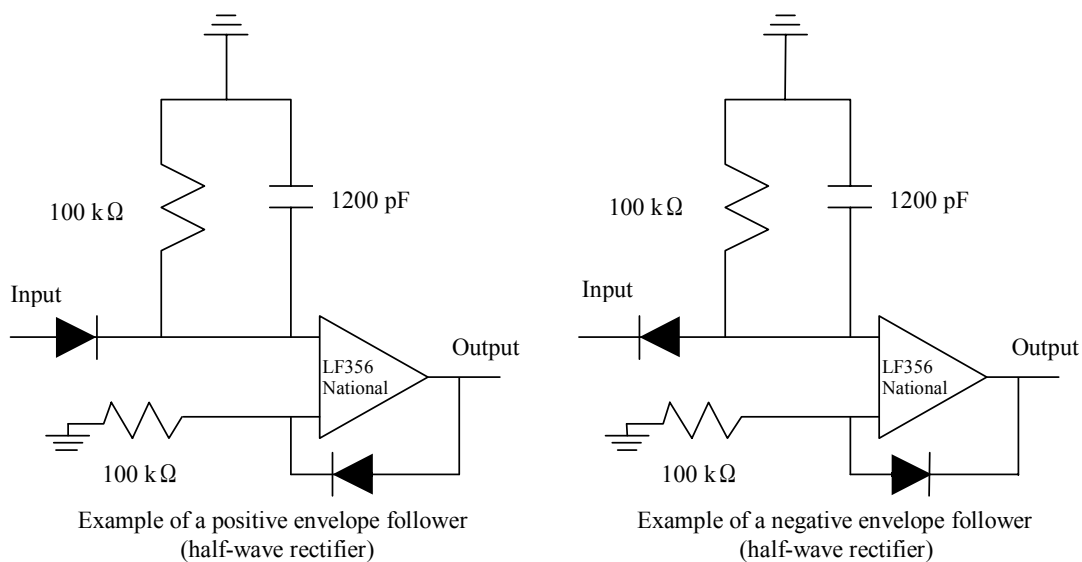 100 kΩ
1200 pF
Input
LF356
National
Output
100 kΩ
Example of a positive envelope follower
(half-wave rectifier)
100 kΩ
1200 pF
Input
LF356
National
Output
100 kΩ
Example of a negative envelope follower
(half-wave rectifier)